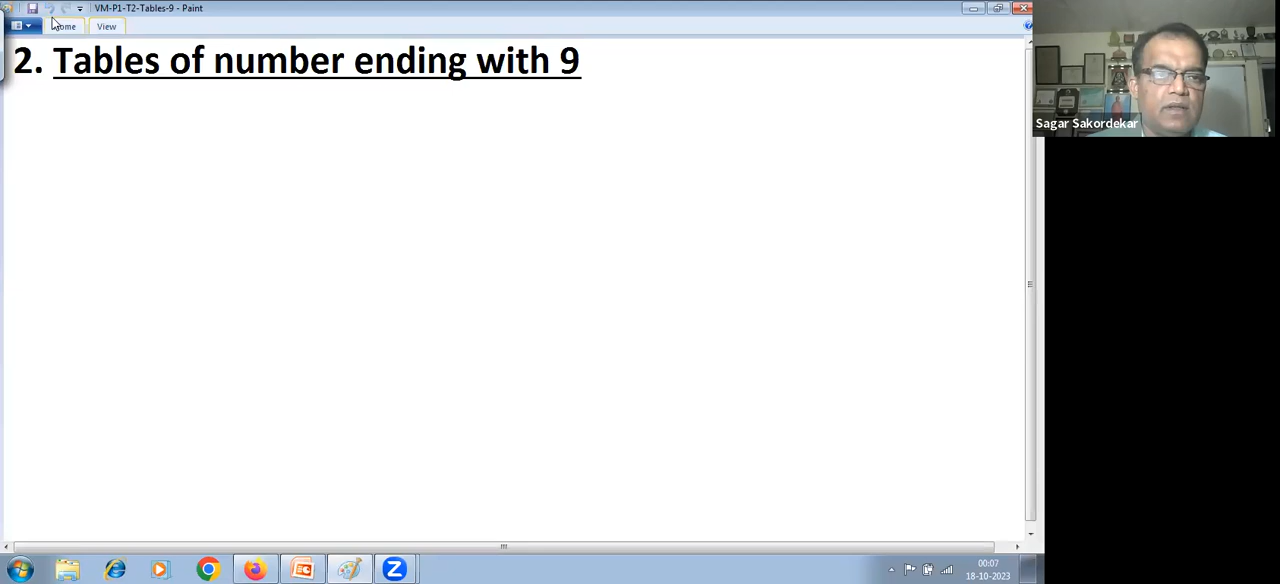 VM-P1-T2-Tables-9 - Paint
Home View
2. Tables of number ending with 9
Sagar Sakordekar
00:07
18-10-2023